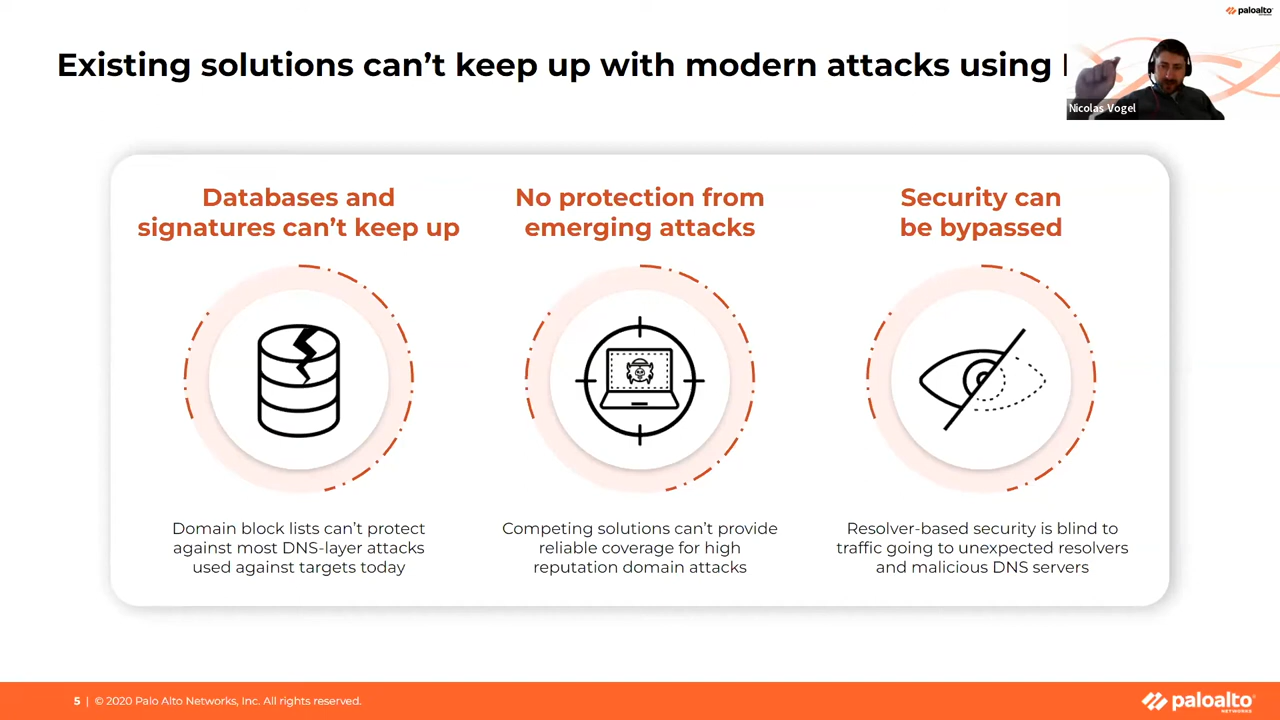 paloalto
NETWORKS
Existing solutions can't keep up with modern attacks using
Nicolas Vogel
Databases and
signatures can't keep up
No protection from
emerging attacks
Security can
be bypassed
Domain block lists can't protect
against most DNS-layer attacks
used against targets today
Competing solutions can't provide
reliable coverage for high
reputation domain attacks
Resolver-based security is blind to
traffic going to unexpected resolvers
and malicious DNS servers
5 | © 2020 Palo Alto Networks, Inc. All rights reserved.
paloalto
NETWORKS